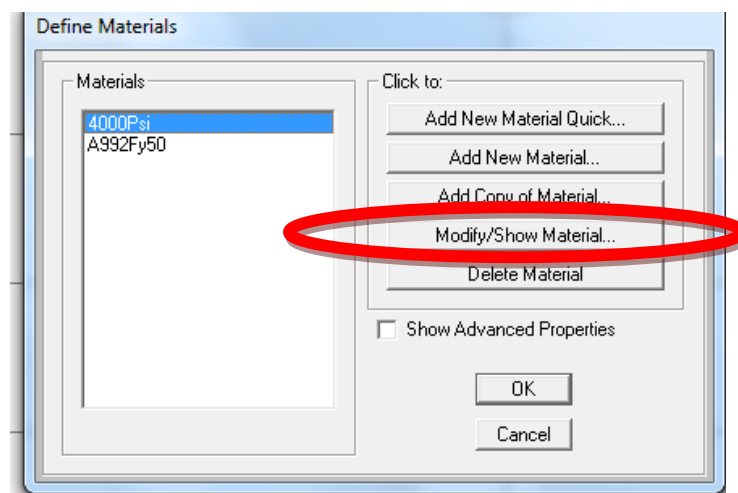 Define Materials
Materials
4000Psi
A992Fy50
Click to:
Add New Material Quick...
Add New Material...
Add Copy of Material...
Modify/Show Material...
Delete Material
Show Advanced Properties
OK
Cancel